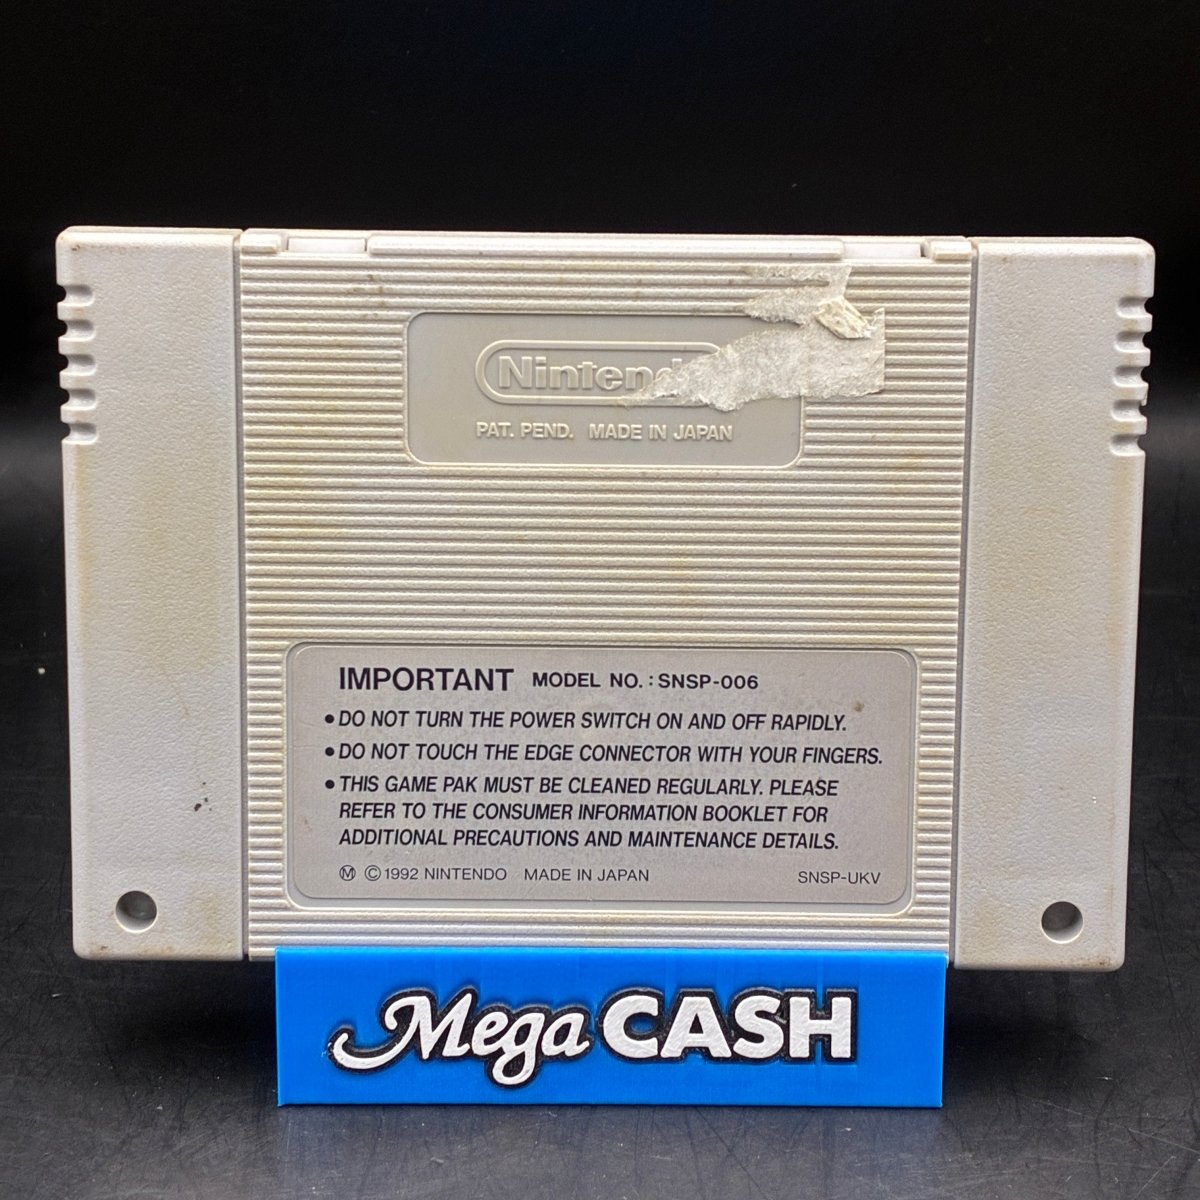 Ninten
PAT. PEND. MADE IN JAPAN
IMPORTANT MODEL NO. : SNSP-006
• DO NOT TURN THE POWER SWITCH ON AND OFF RAPIDLY.
• DO NOT TOUCH THE EDGE CONNECTOR WITH YOUR FINGERS.
• THIS GAME PAK MUST BE CLEANED REGULARLY. PLEASE
REFER TO THE CONSUMER INFORMATION BOOKLET FOR
ADDITIONAL PRECAUTIONS AND MAINTENANCE DETAILS.
Ⓜ © 1992 NINTENDO MADE IN JAPAN SNSP-UKV
Mega CASH